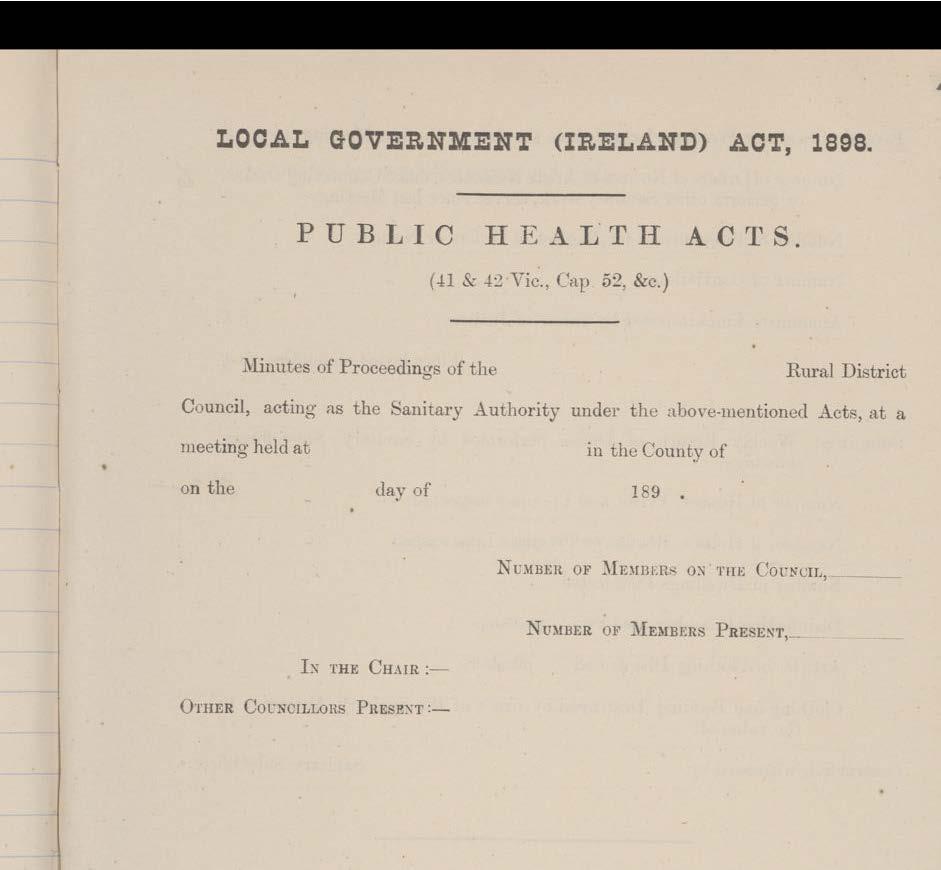 LOCAL GOVERNMENT (IRELAND) ACT, 1898.
PUBLIC HEALTH ACTS.
(41 & 42 Vic., Cap. 52, &c.)
Minutes of Proceedings of the Rural District
Council, acting as the Sanitary Authority under the above-mentioned Acts, at a
meeting held at in the County of
on the day of 189 .
NUMBER OF MEMBERS ON THE COUNCIL,
NUMBER OF MEMBERS PRESENT,
IN THE CHAIR :—
OTHER COUNCILLORS PRESENT :—